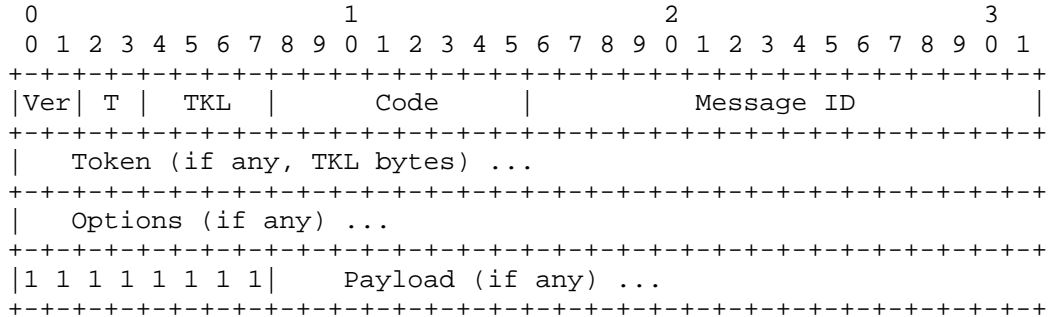 0                   1                   2                   3
 0 1 2 3 4 5 6 7 8 9 0 1 2 3 4 5 6 7 8 9 0 1 2 3 4 5 6 7 8 9 0 1
+-+-+-+-+-+-+-+-+-+-+-+-+-+-+-+-+-+-+-+-+-+-+-+-+-+-+-+-+-+-+-+-+
|Ver| T |  TKL  |      Code     |          Message ID           |
+-+-+-+-+-+-+-+-+-+-+-+-+-+-+-+-+-+-+-+-+-+-+-+-+-+-+-+-+-+-+-+-+
|   Token (if any, TKL bytes) ...
+-+-+-+-+-+-+-+-+-+-+-+-+-+-+-+-+-+-+-+-+-+-+-+-+-+-+-+-+-+-+-+-+
|   Options (if any) ...
+-+-+-+-+-+-+-+-+-+-+-+-+-+-+-+-+-+-+-+-+-+-+-+-+-+-+-+-+-+-+-+-+
|1 1 1 1 1 1 1 1|    Payload (if any) ...
+-+-+-+-+-+-+-+-+-+-+-+-+-+-+-+-+-+-+-+-+-+-+-+-+-+-+-+-+-+-+-+-+